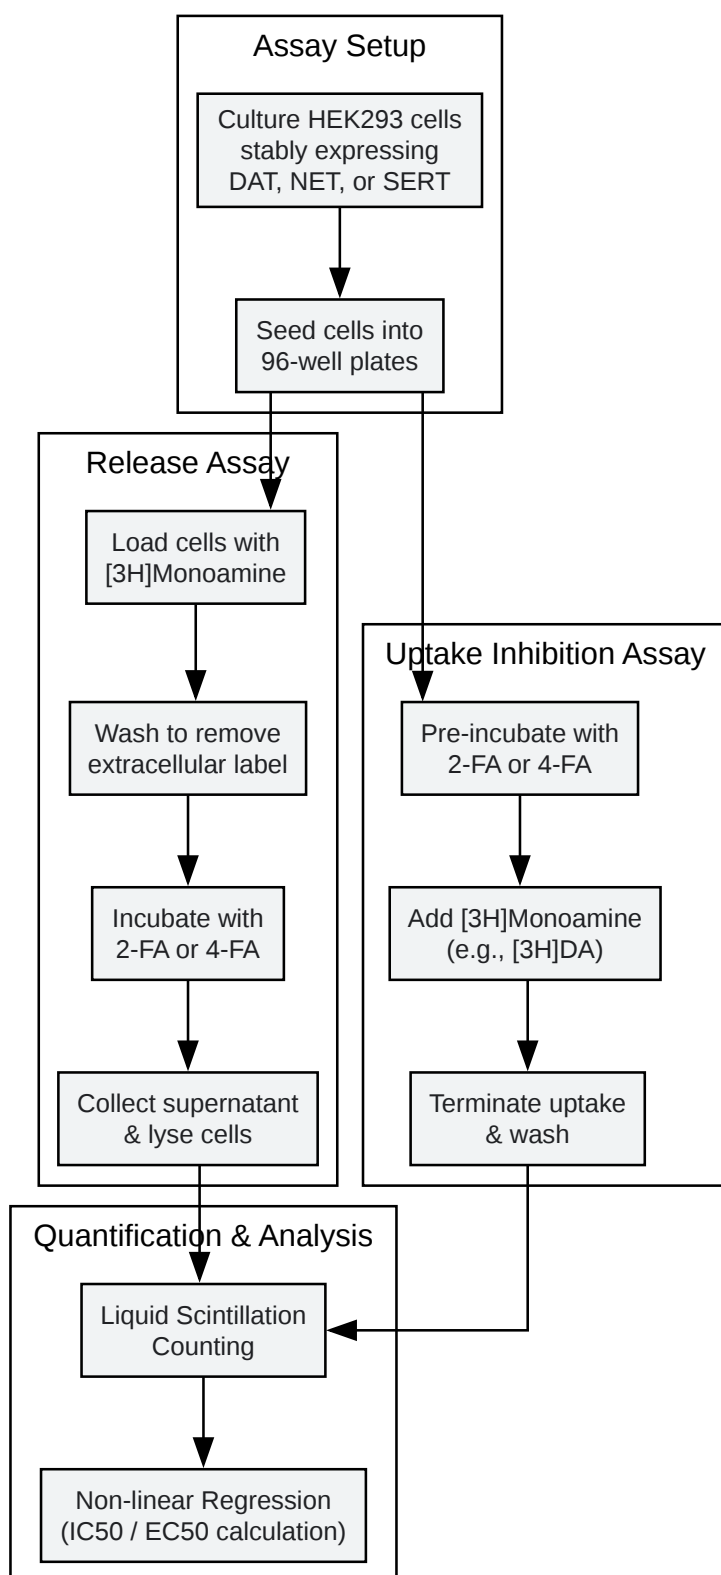 Assay Setup
Culture HEK293 cells
stably expressing
DAT, NET, or SERT
Seed cells into
96-well plates
Release Assay
Load cells with
[3H]Monoamine
Wash to remove
extracellular label
Incubate with
2-FA or 4-FA
Collect supernatant
& lyse cells
Uptake Inhibition Assay
Pre-incubate with
2-FA or 4-FA
Add [3H]Monoamine
(e.g., [3H]DA)
Terminate uptake
& wash
Quantification & Analysis
Liquid Scintillation
Counting
Non-linear Regression
(IC50 / EC50 calculation)